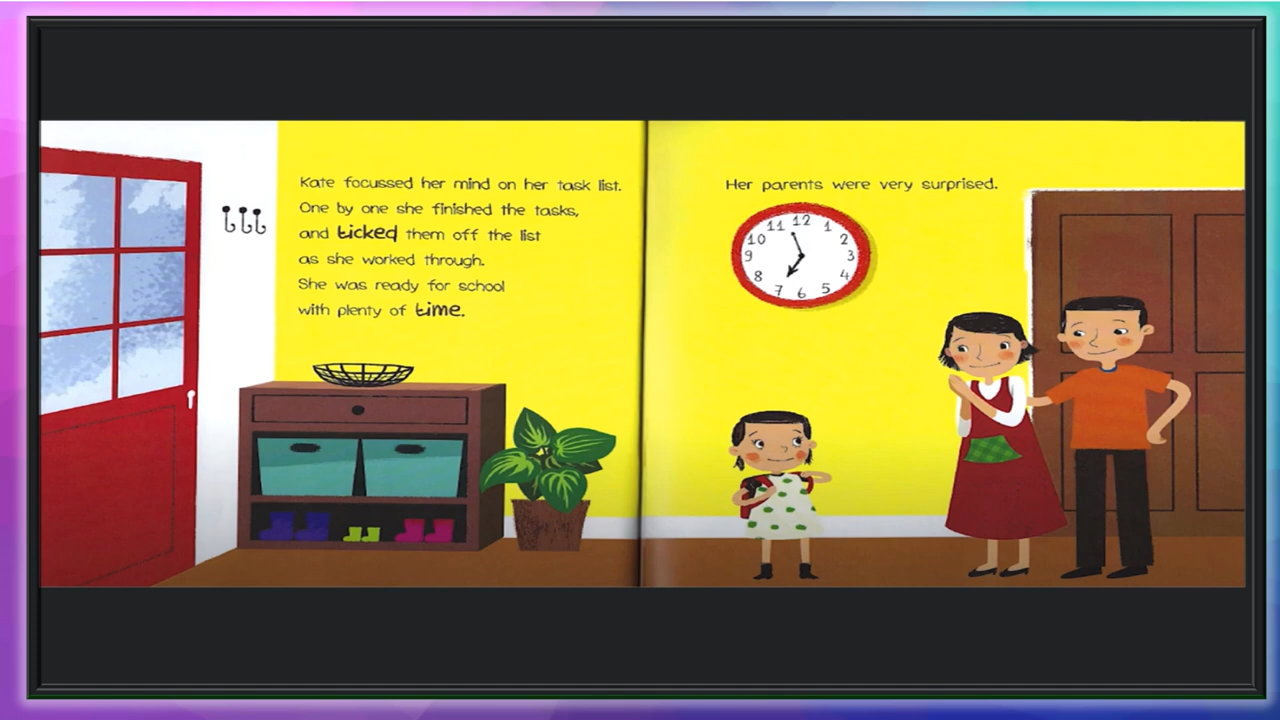 Kate focussed her mind on her task list.
One by one she finished the tasks,
and ticked them off the list
as she worked through.
She was ready for school
with plenty of time.
Her parents were very surprised.
11 12 1
10 2
9 3
8 4
7 6 5